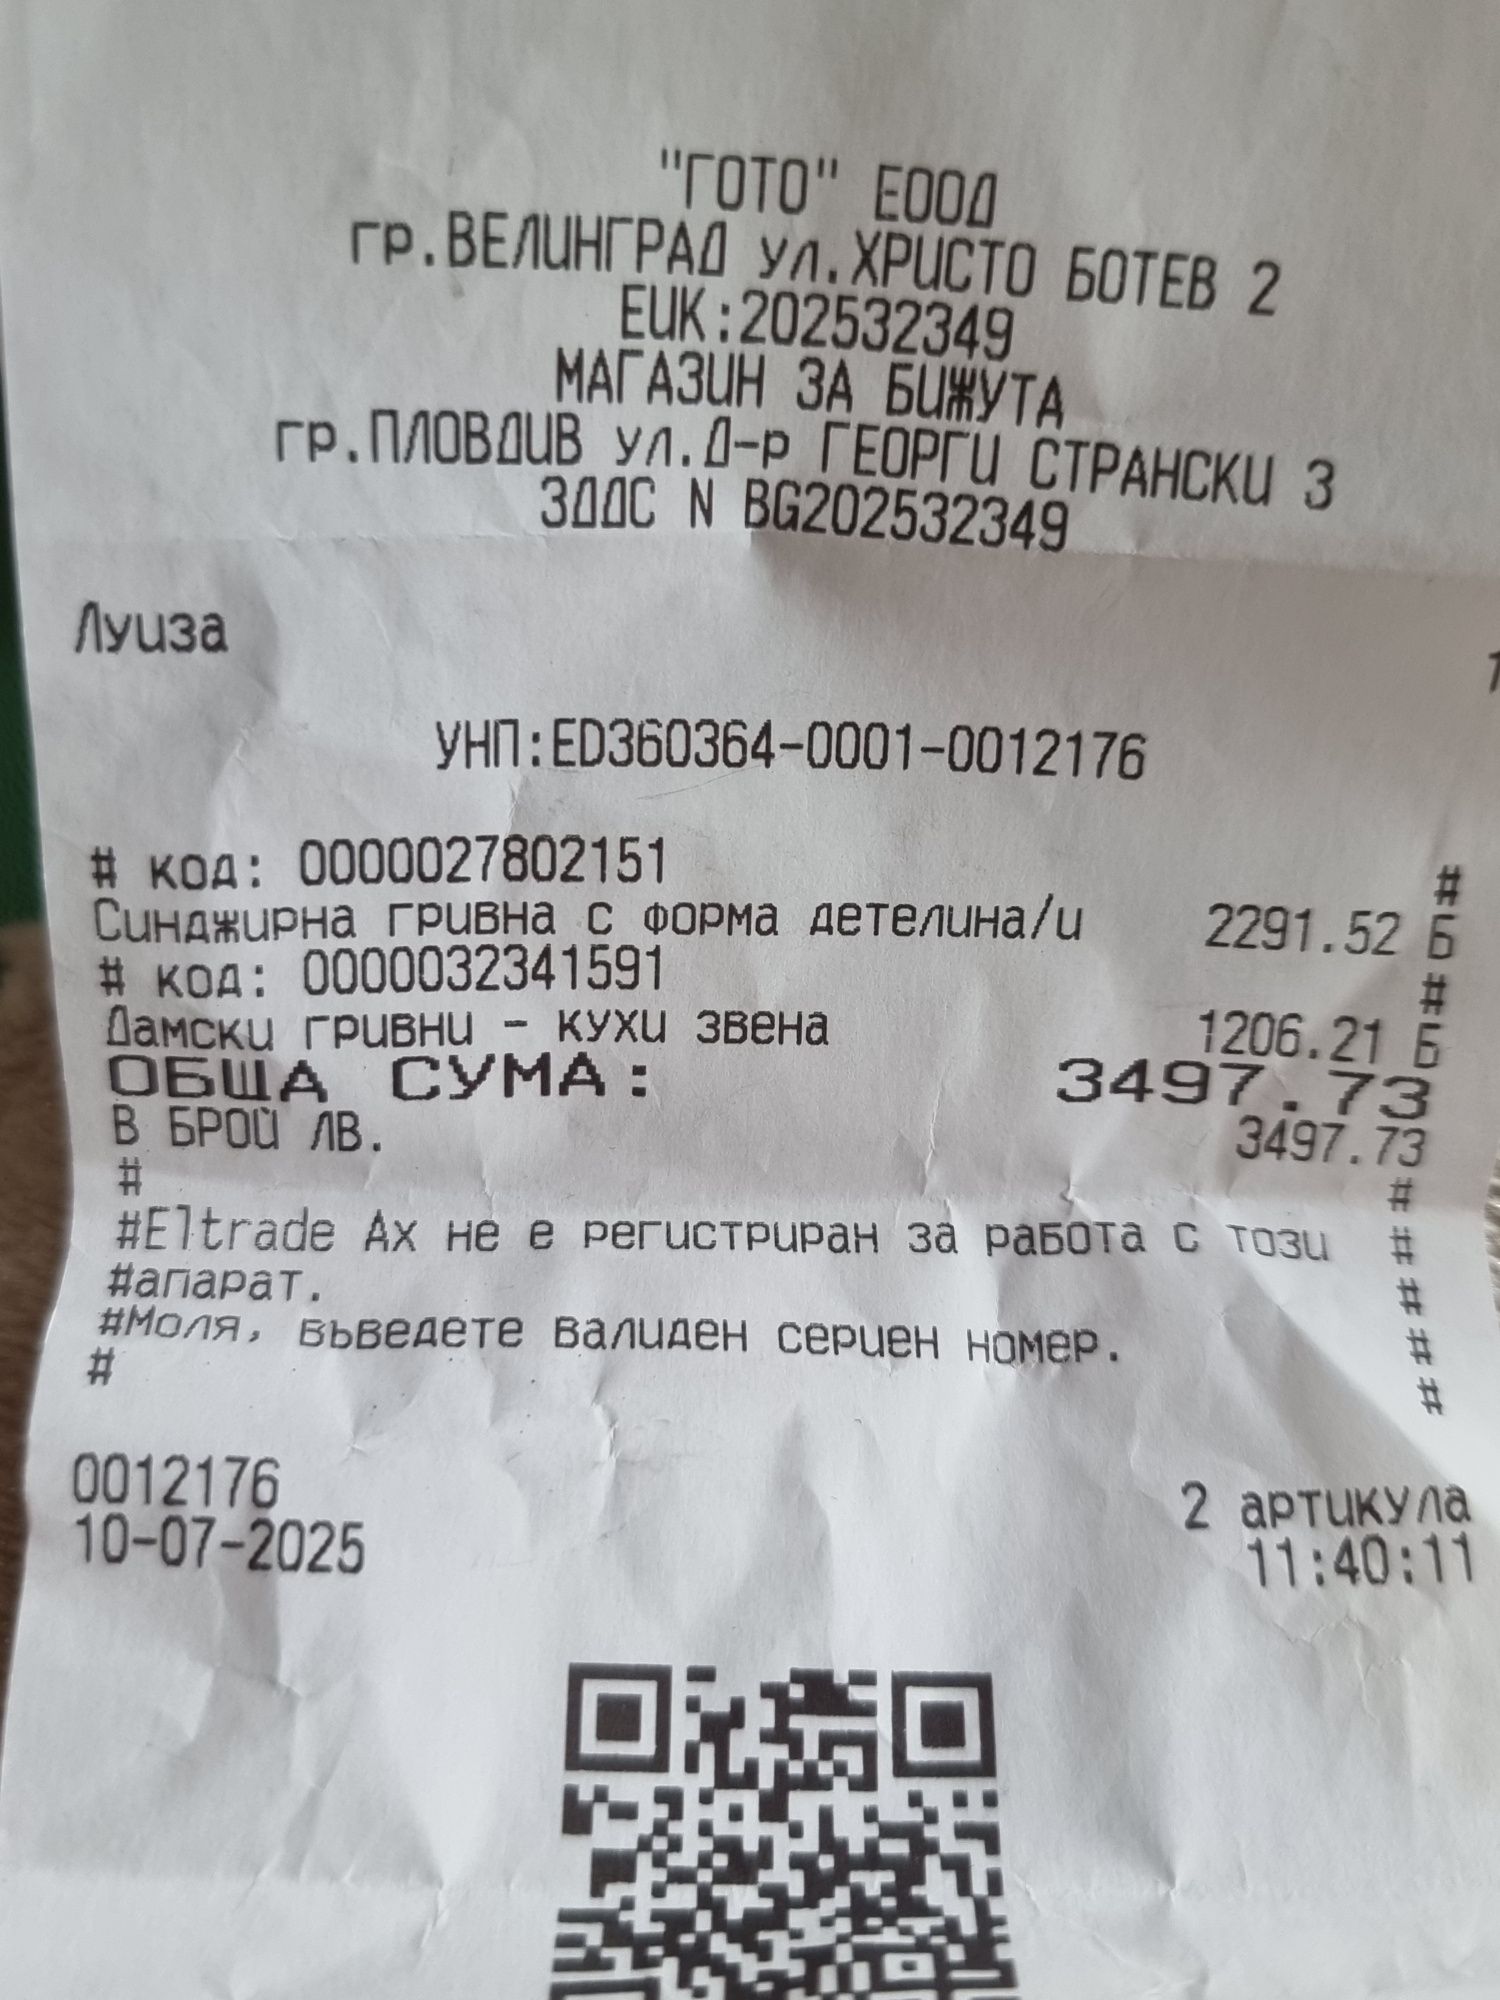 "ГОТО" ЕООД
гр.ВЕЛИНГРАД ул.ХРИСТО БОТЕВ 2
ЕИК:202532349
МАГАЗИН ЗА БИЖУТА
гр.ПЛОВДИВ ул.Д-р ГЕОРГИ СТРАНСКИ 3
ЗДДС N BG202532349
Луиза 1
УНП:ED360364-0001-0012176
# код: 0000027802151 #
Синджирна гривна с форма детелина/и 2291.52 Б
# код: 0000032341591 #
Дамски гривни - кухи звена 1206.21 Б
ОБЩА СУМА: 3497.73
В БРОЙ ЛВ. 3497.73
# #
#Eltrade Ах не е регистриран за работа с този #
#апарат. #
#Моля, въведете валиден сериен номер. #
# #
0012176 2 артикула
10-07-2025 11:40:11